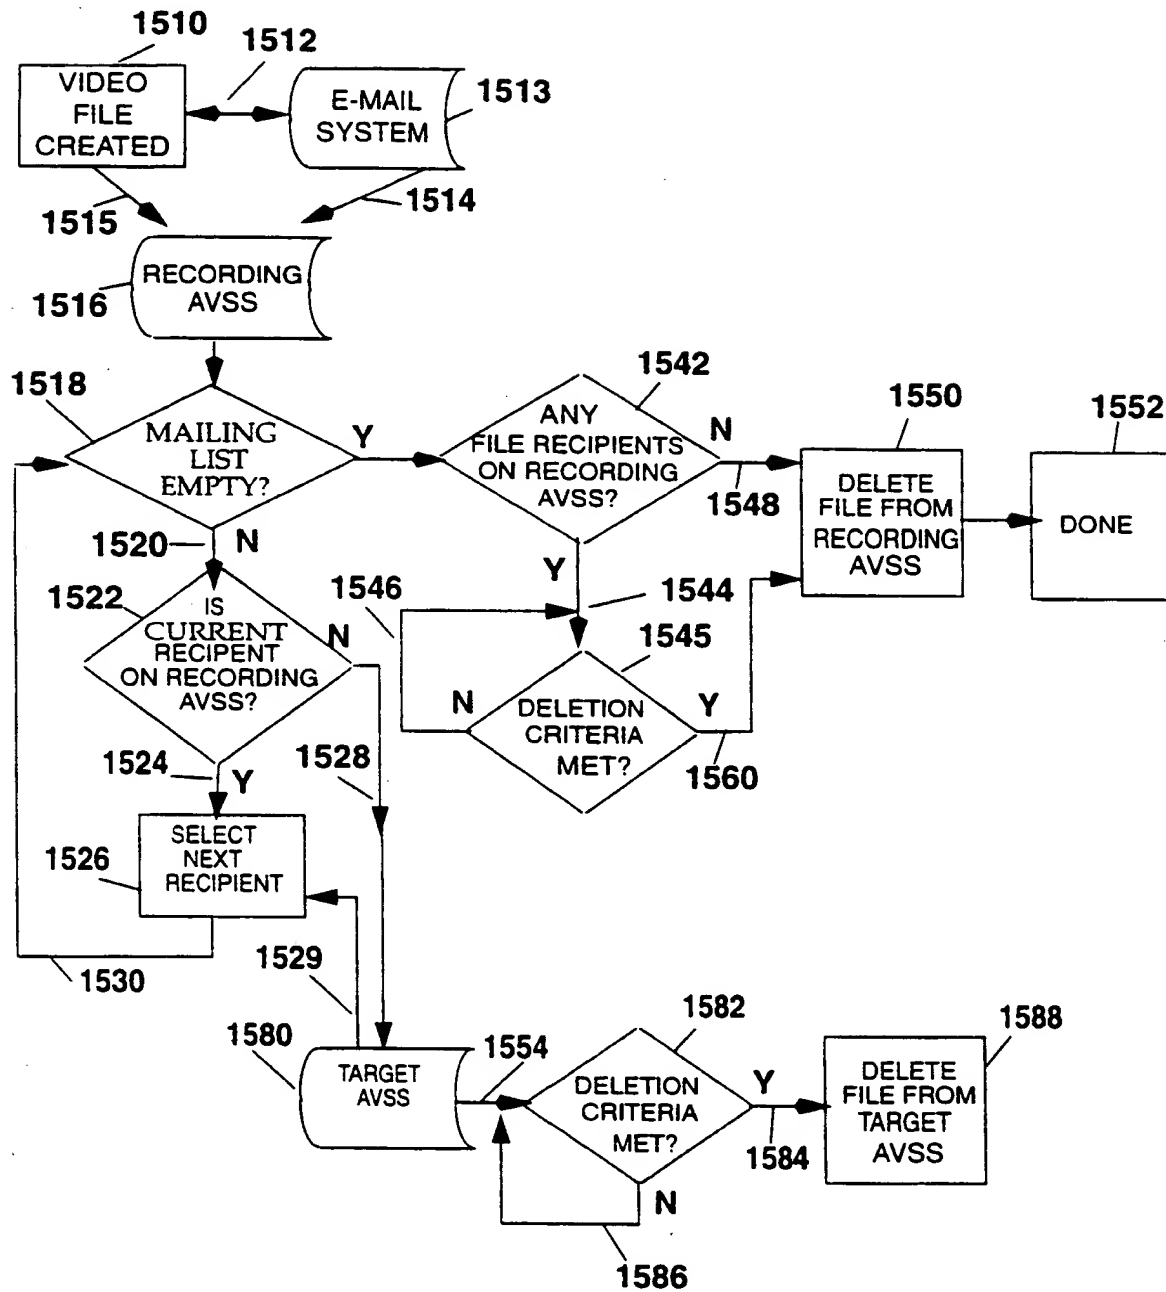 1510
1512
VIDEO
FILE
CREATED
E-MAIL
SYSTEM
1513
1515
1514
RECORDING
AVSS
1516
1518
MAILING
LIST
EMPTY?
Y
1542
ANY
FILE RECIPIENTS
ON RECORDING
AVSS?
N
1548
1550
DELETE
FILE FROM
RECORDING
AVSS
1552
DONE
1520
N
1522
IS
CURRENT
RECIPENT
ON RECORDING
AVSS?
N
Y
1546
1544
1545
DELETION
CRITERIA
MET?
N
Y
1560
1524
Y
1528
SELECT
NEXT
RECIPIENT
1526
1530
1529
1580
TARGET
AVSS
1554
1582
DELETION
CRITERIA
MET?
Y
1584
1588
DELETE
FILE FROM
TARGET
AVSS
N
1586